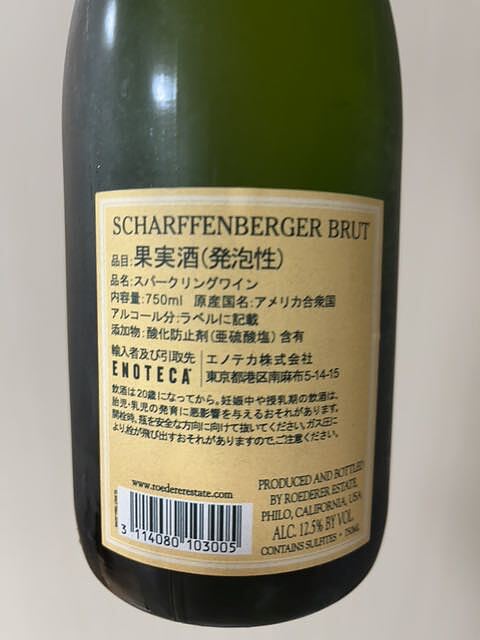 SCHARFFENBERGER BRUT
品目:果実酒(発泡性)
品名:スパークリングワイン
内容量:750ml 原産国名:アメリカ合衆国
アルコール分:ラベルに記載
添加物:酸化防止剤(亜硫酸塩)含有
輸入者及び引取先 エノテカ株式会社
ENOTECA 東京都港区南麻布5-14-15
飲酒は20歳になってから。妊娠中や授乳期の飲酒は、
胎児・乳児の発育に悪影響を与えるおそれがあります。
開栓時、瓶を安全な方向に向けて抜いてください。ガス圧に
より、栓が飛び出すおそれがありますので、ご注意ください。
www.roedererestate.com
3 114080 103005
PRODUCED AND BOTTLED
BY ROEDERER ESTATE,
PHILO, CALIFORNIA, USA
ALC. 12.5% BY VOL.
CONTAINS SULFITES • 750ML